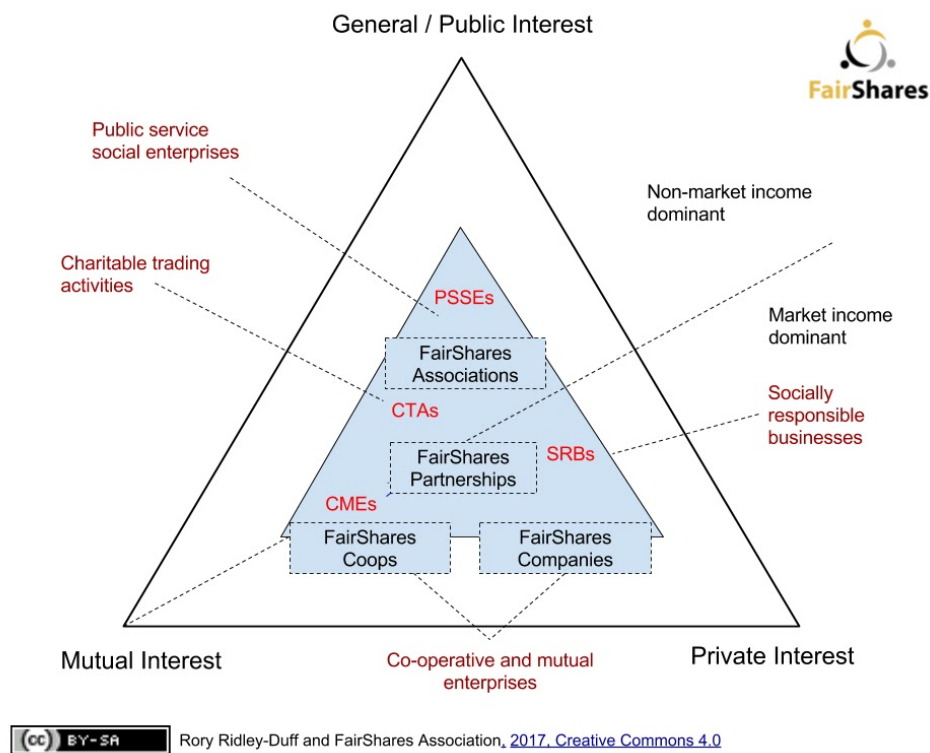 General / Public Interest
FairShares
Public service
social enterprises
Non-market income
dominant
Charitable trading
activities
PSSEs
Market income
dominant
FairShares
Associations
Socially
responsible
businesses
CTAs
SRBs
FairShares
Partnerships
CMEs
FairShares
Coops
FairShares
Companies
Mutual Interest
Co-operative and mutual
enterprises
Private Interest
(cc) BY-SA
Rory Ridley-Duff and FairShares Association, 2017, Creative Commons 4.0